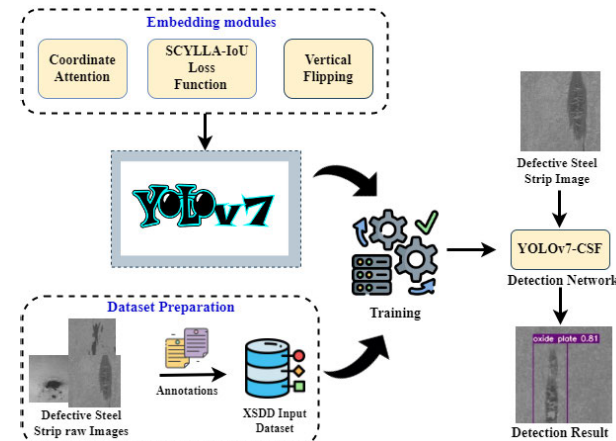 Embedding modules
Coordinate
Attention
SCYLLA-IoU
Loss
Function
Vertical
Flipping
YOLOv7
Defective Steel
Strip Image
YOLOv7-CSF
Detection Network
Training
Dataset Preparation
Annotations
Defective Steel
Strip raw Images
XSDD Input
Dataset
oxide plate 0.81
Detection Result